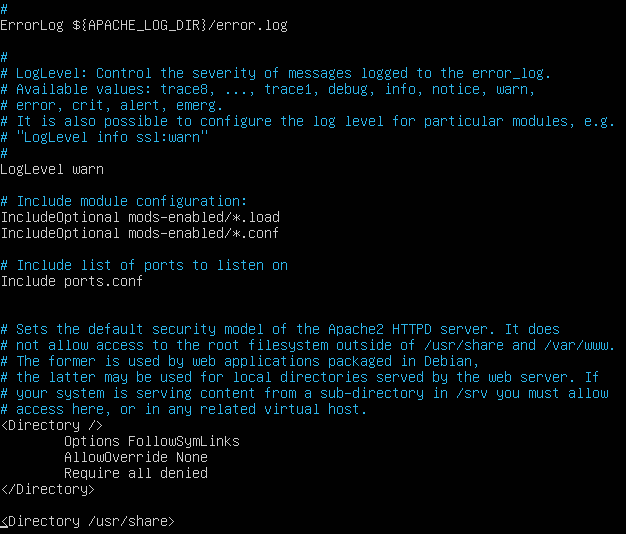 #
ErrorLog ${APACHE_LOG_DIR}/error.log
#
# LogLevel: Control the severity of messages logged to the error_log.
# Available values: trace8, ..., trace1, debug, info, notice, warn,
# error, crit, alert, emerg.
# It is also possible to configure the log level for particular modules, e.g.
# "LogLevel info ssl:warn"
#
LogLevel warn
# Include module configuration:
IncludeOptional mods-enabled/*.load
IncludeOptional mods-enabled/*.conf
# Include list of ports to listen on
Include ports.conf
# Sets the default security model of the Apache2 HTTPD server. It does
# not allow access to the root filesystem outside of /usr/share and /var/www.
# The former is used by web applications packaged in Debian,
# the latter may be used for local directories served by the web server. If
# your system is serving content from a sub-directory in /srv you must allow
# access here, or in any related virtual host.
<Directory />
Options FollowSymLinks
AllowOverride None
Require all denied
</Directory>
<Directory /usr/share>